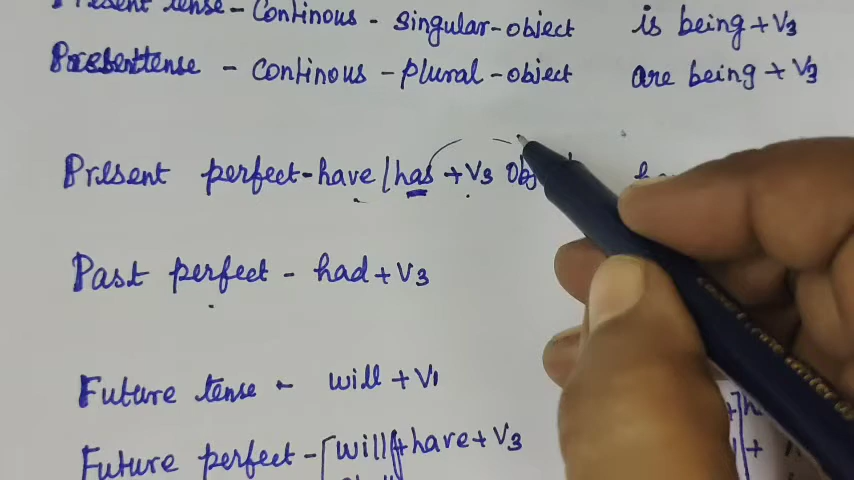 Present tense - Continous - singular-object is being + V3
Present tense - Continous - plural - object are being + V3
Present perfect - have / has + V3
Past perfect - had + V3
Future tense - will + V1
Future perfect - [will + have + V3